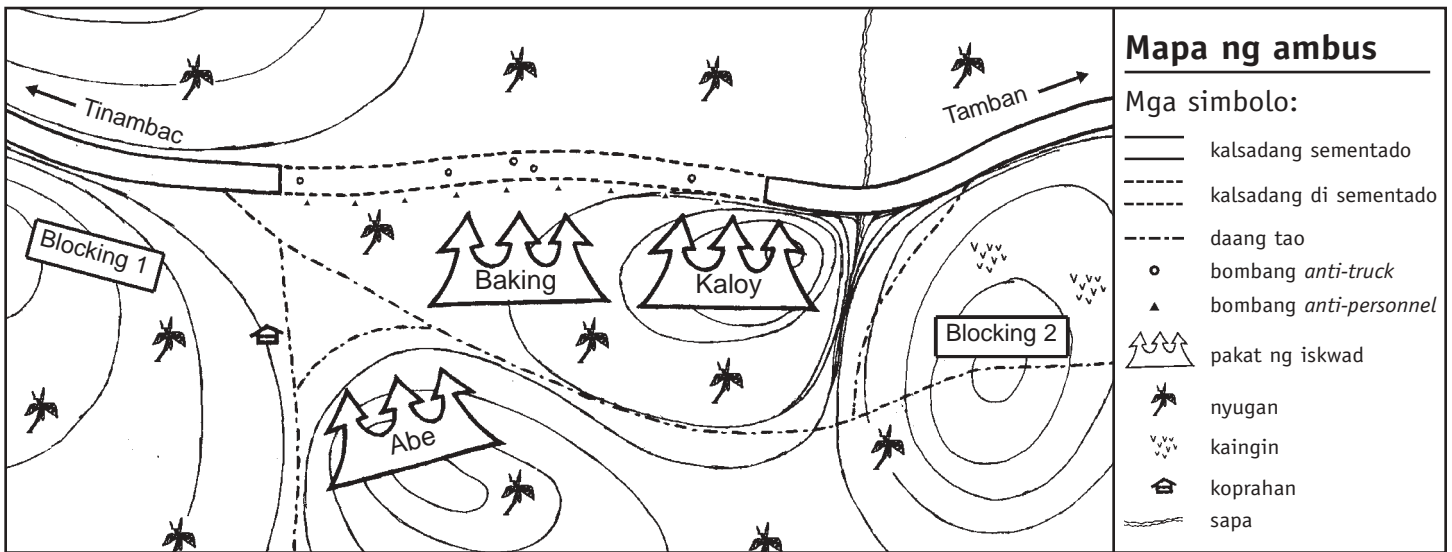 Tinambac
Tamban
Blocking 1
Baking
Kaloy
Blocking 2
Abe
Mapa ng ambus
Mga simbolo:
kalsadang sementado
kalsadang di sementado
daang tao
bombang anti-truck
bombang anti-personnel
pakat ng iskwad
nyugan
kaingin
koprahan
sapa